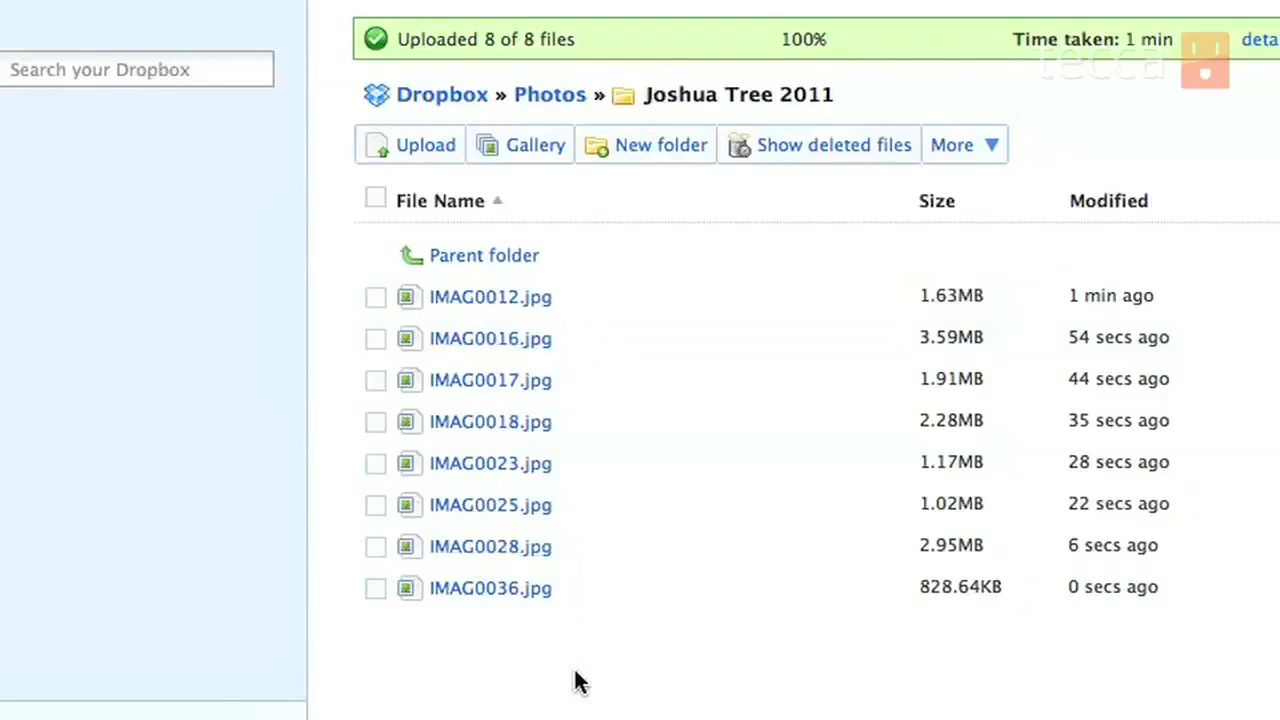 Uploaded 8 of 8 files 100% Time taken: 1 min
tecca
Search your Dropbox
Dropbox » Photos » Joshua Tree 2011
Upload Gallery New folder Show deleted files More
File Name Size Modified
Parent folder
IMAG0012.jpg 1.63MB 1 min ago
IMAG0016.jpg 3.59MB 54 secs ago
IMAG0017.jpg 1.91MB 44 secs ago
IMAG0018.jpg 2.28MB 35 secs ago
IMAG0023.jpg 1.17MB 28 secs ago
IMAG0025.jpg 1.02MB 22 secs ago
IMAG0028.jpg 2.95MB 6 secs ago
IMAG0036.jpg 828.64KB 0 secs ago